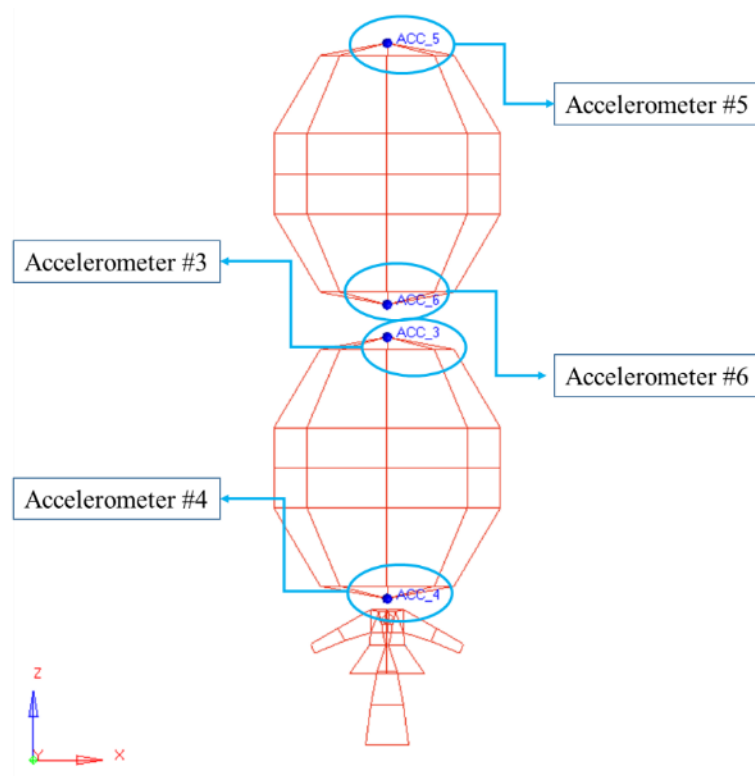 ACC_5
Accelerometer #5
Accelerometer #3
ACC_6
ACC_3
Accelerometer #6
Accelerometer #4
ACC_4
Z
Y
X